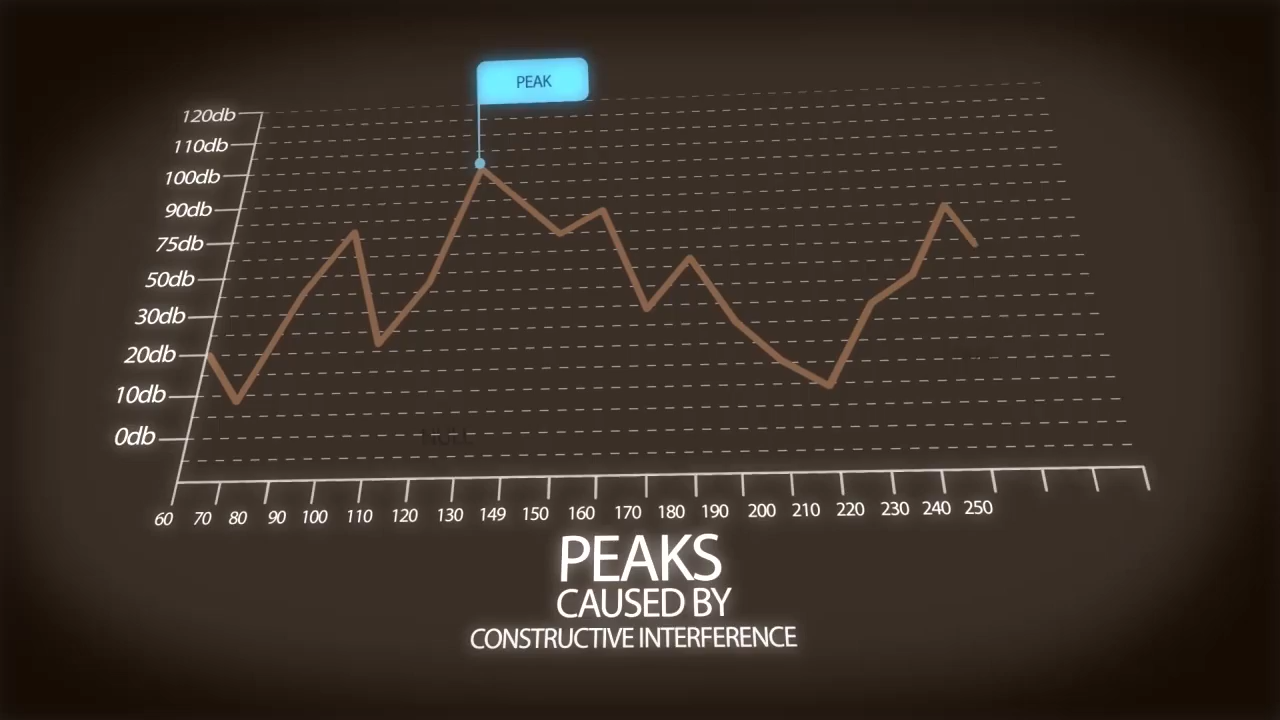 PEAK
120db
110db
100db
90db
75db
50db
30db
20db
10db
0db
NULL
60 70 80 90 100 110 120 130 149 150 160 170 180 190 200 210 220 230 240 250
PEAKS
CAUSED BY
CONSTRUCTIVE INTERFERENCE